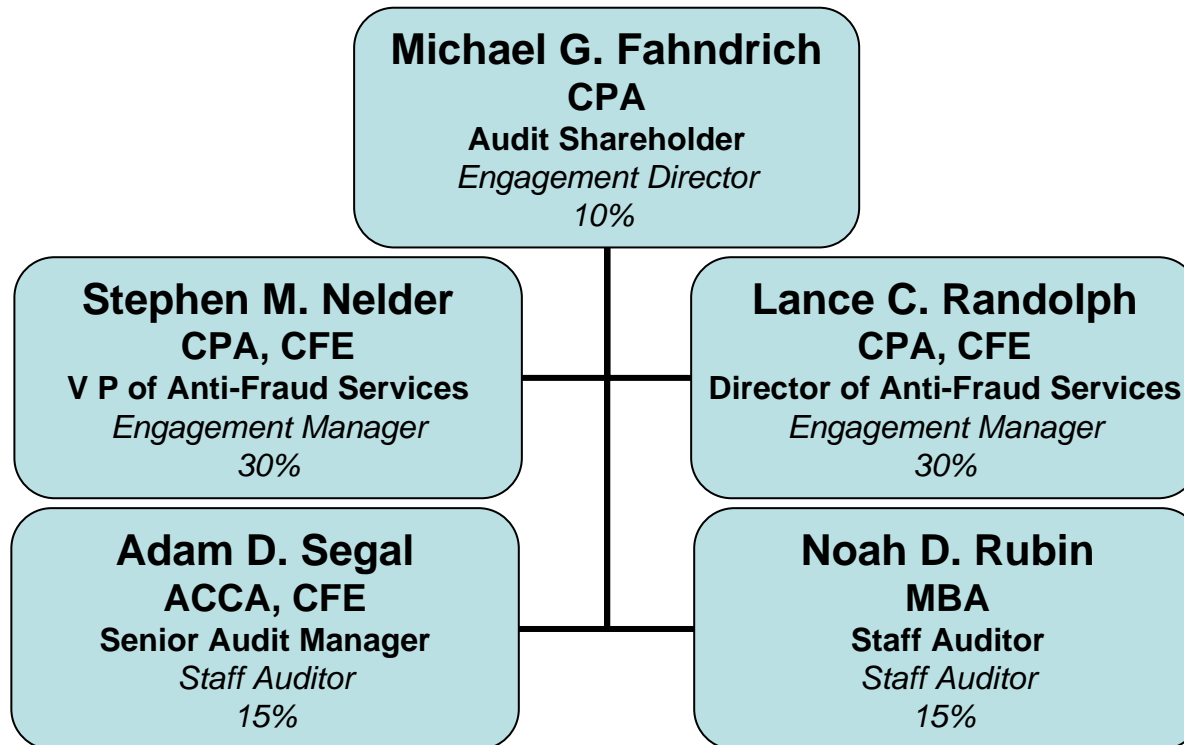 Michael G. Fahndrich
CPA
Audit Shareholder
Engagement Director
10%
Stephen M. Nelder
CPA, CFE
V P of Anti-Fraud Services
Engagement Manager
30%
Lance C. Randolph
CPA, CFE
Director of Anti-Fraud Services
Engagement Manager
30%
Adam D. Segal
ACCA, CFE
Senior Audit Manager
Staff Auditor
15%
Noah D. Rubin
MBA
Staff Auditor
Staff Auditor
15%